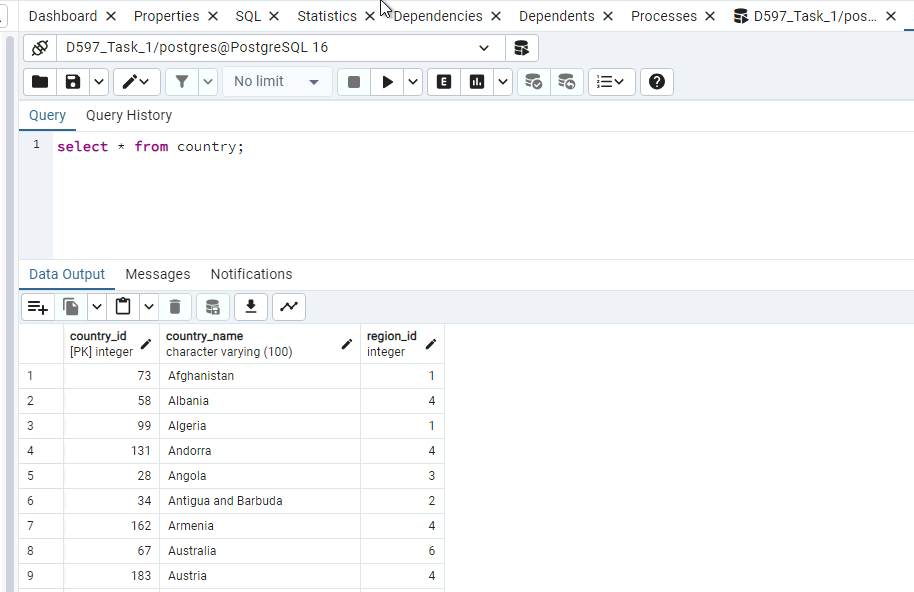 Dashboard Properties SQL Statistics Dependencies Dependents Processes D597_Task_1/pos...
D597_Task_1/postgres@PostgreSQL 16
No limit E
Query Query History
1 select * from country;
Data Output Messages Notifications
country_id country_name region_id
[PK] integer character varying (100) integer
1 73 Afghanistan 1
2 58 Albania 4
3 99 Algeria 1
4 131 Andorra 4
5 28 Angola 3
6 34 Antigua and Barbuda 2
7 162 Armenia 4
8 67 Australia 6
9 183 Austria 4